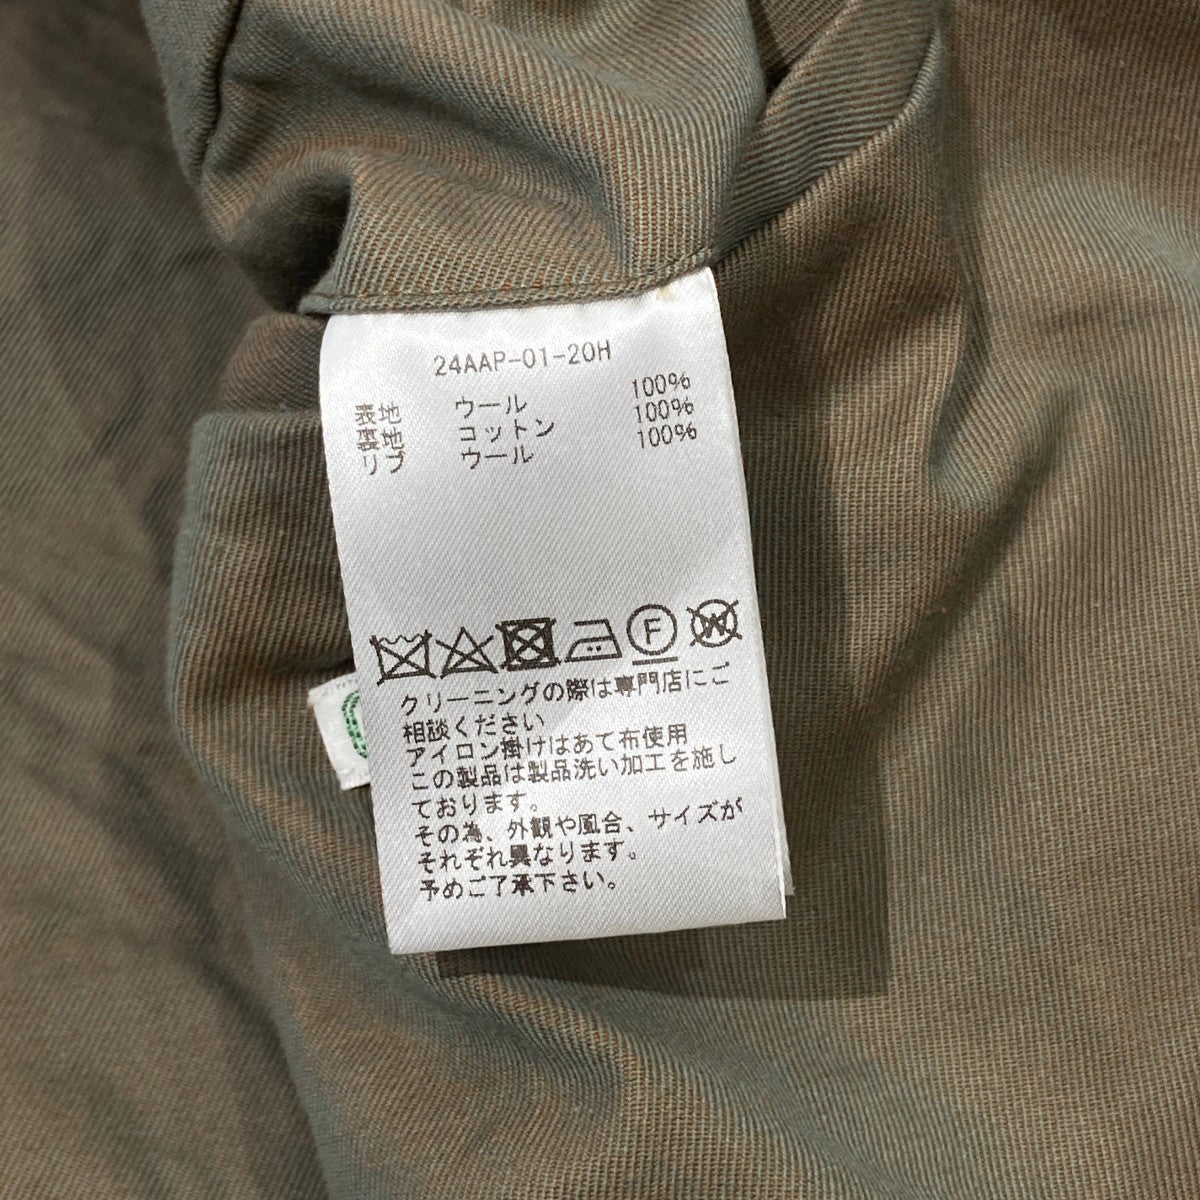 24AAP-01-20H
表地 ウール 100%
裏地 コットン 100%
リブ ウール 100%
F W
クリーニングの際は専門店にご
相談ください
アイロン掛けはあて布使用
この製品は製品洗い加工を施し
ております。
その為、外観や風合、サイズが
それぞれ異なります。
予めご了承下さい。